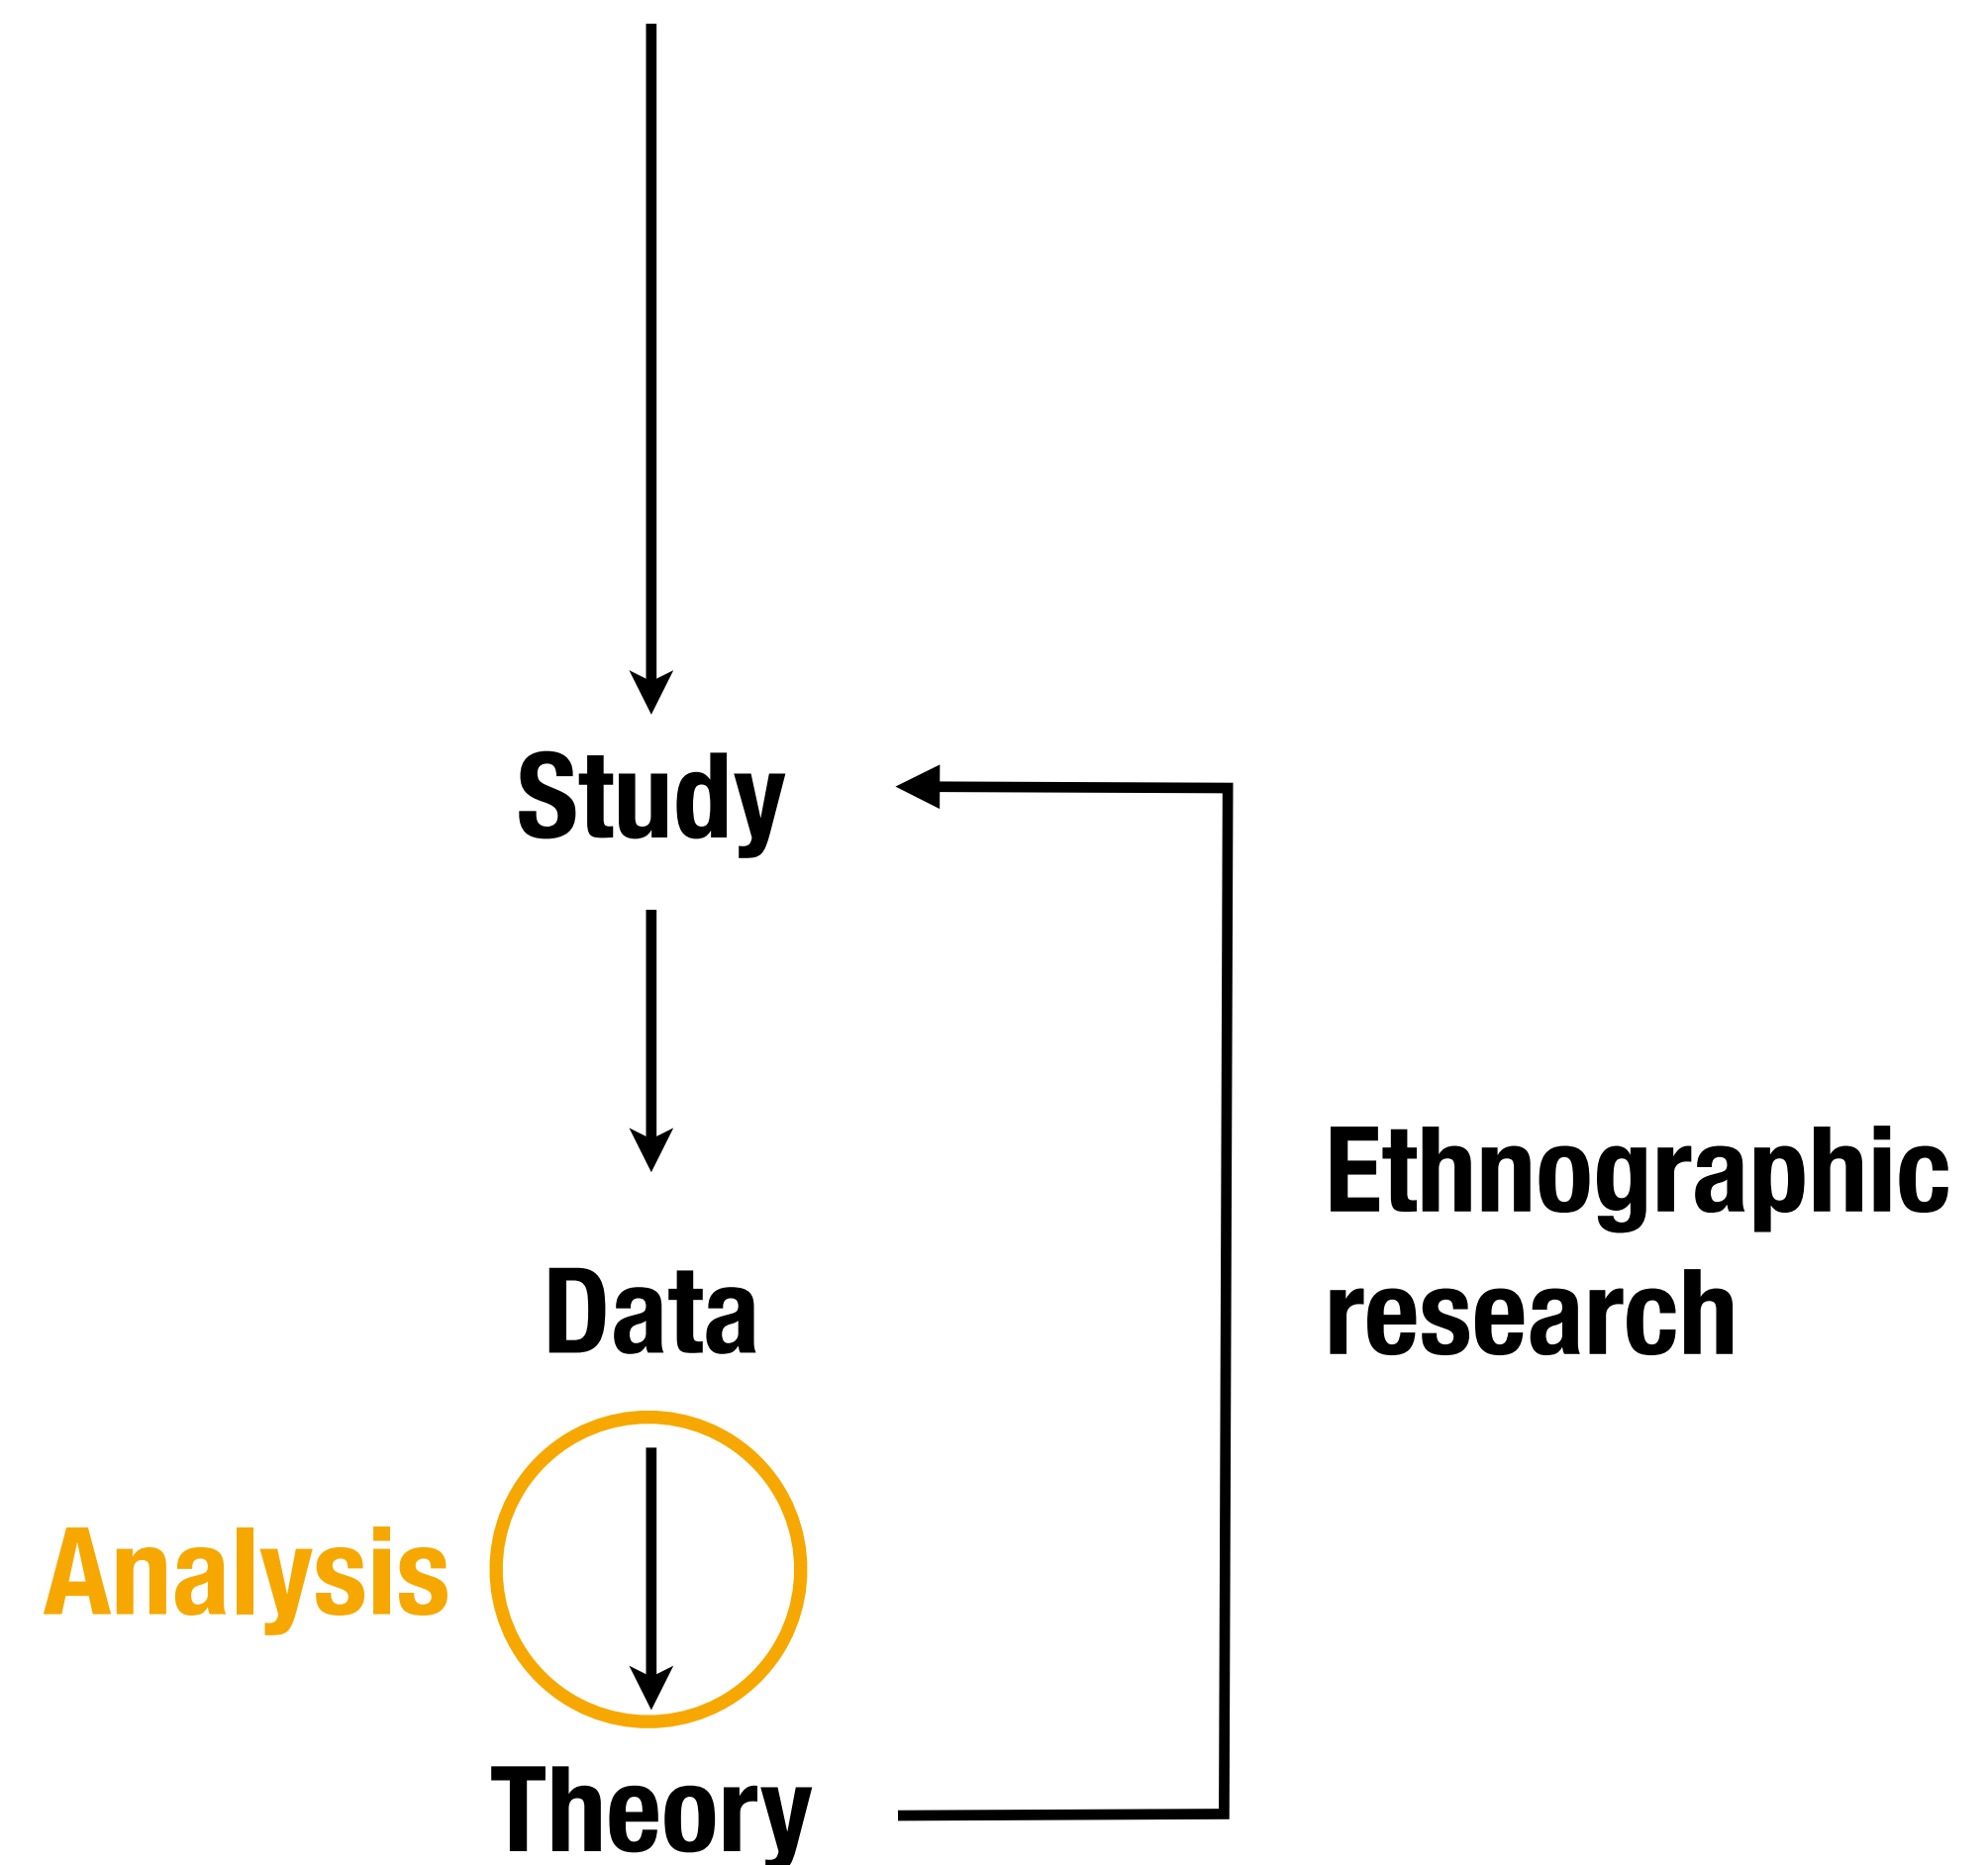 Study
Data
Ethnographic
research
Analysis
Theory